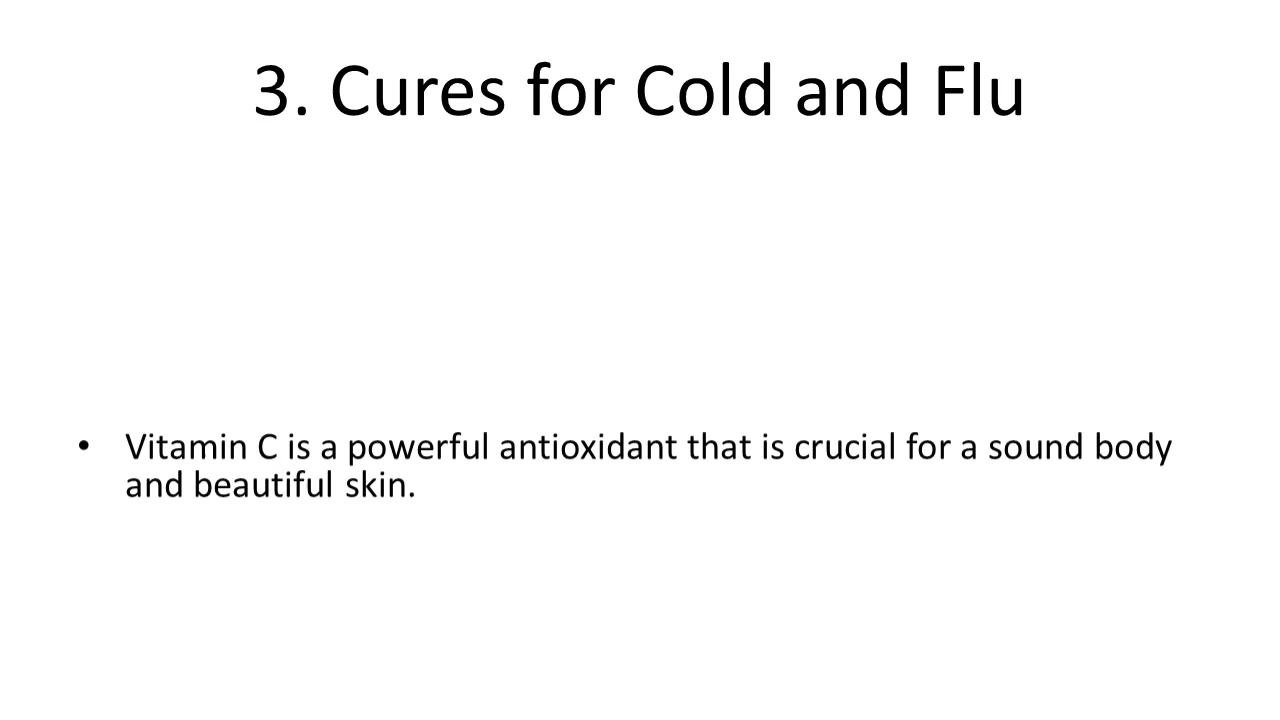 3. Cures for Cold and Flu
• Vitamin C is a powerful antioxidant that is crucial for a sound body
and beautiful skin.